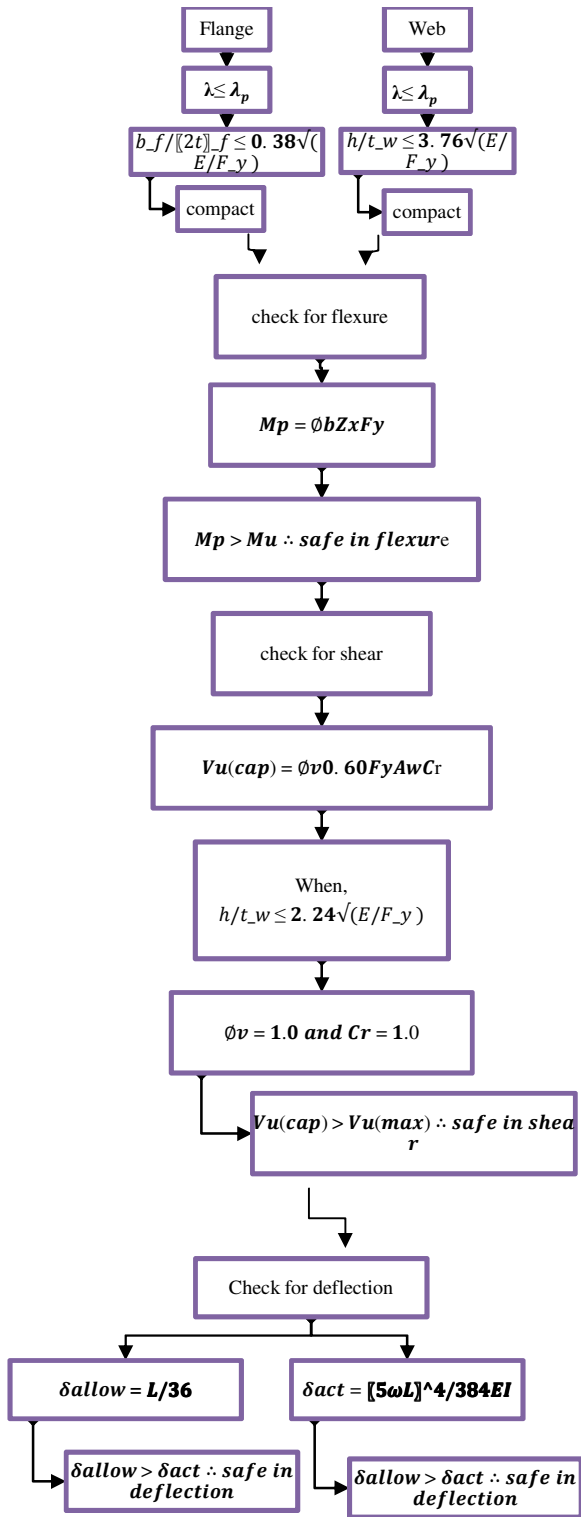 Flange
Web
λ≤ λ_p
λ≤ λ_p
b_f/〖2t〗_f ≤ 0.38√(
E/F_y )
h/t_w ≤ 3.76√(E/
F_y )
compact
compact
check for flexure
Mp = ∅bZxFy
Mp > Mu ∴ safe in flexure
check for shear
Vu(cap) = ∅v0.60FyAwCr
When,
h/t_w ≤ 2.24√(E/F_y )
∅v = 1.0 and Cr = 1.0
Vu(cap) > Vu(max) ∴ safe in shea
r
Check for deflection
δallow = L/36
δact = 〖5ωL〗^4/384EI
δallow > δact ∴ safe in
deflection
δallow > δact ∴ safe in
deflection